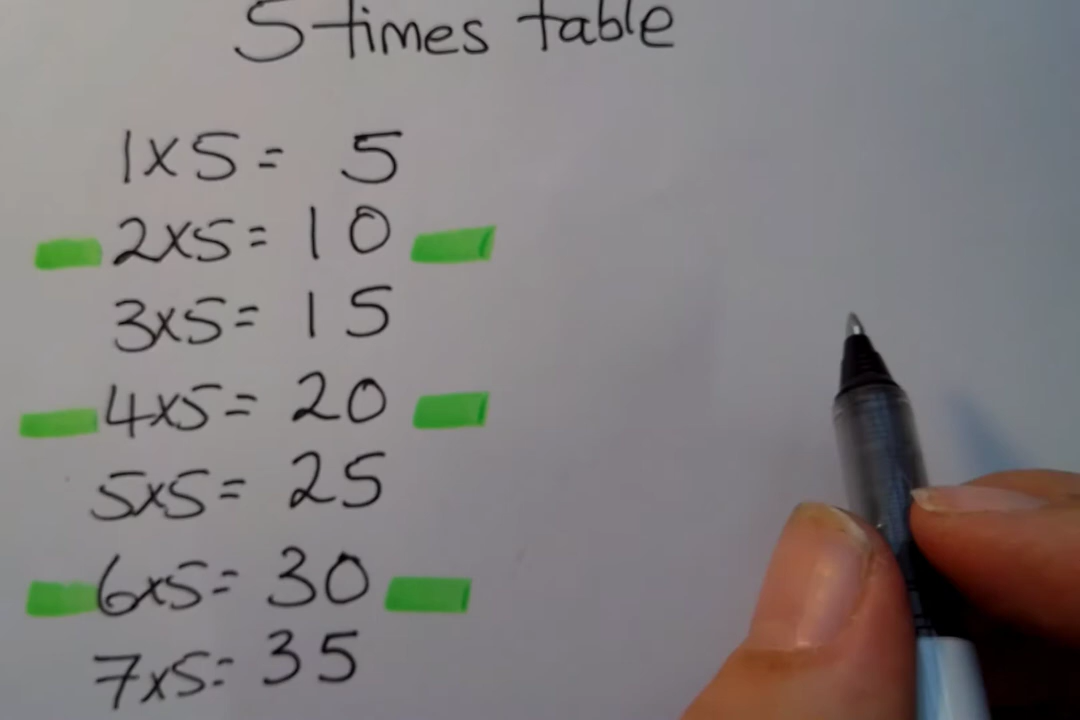 5 times table
1x5= 5
2x5= 10
3x5= 15
4x5= 20
5x5= 25
6x5= 30
7x5= 35